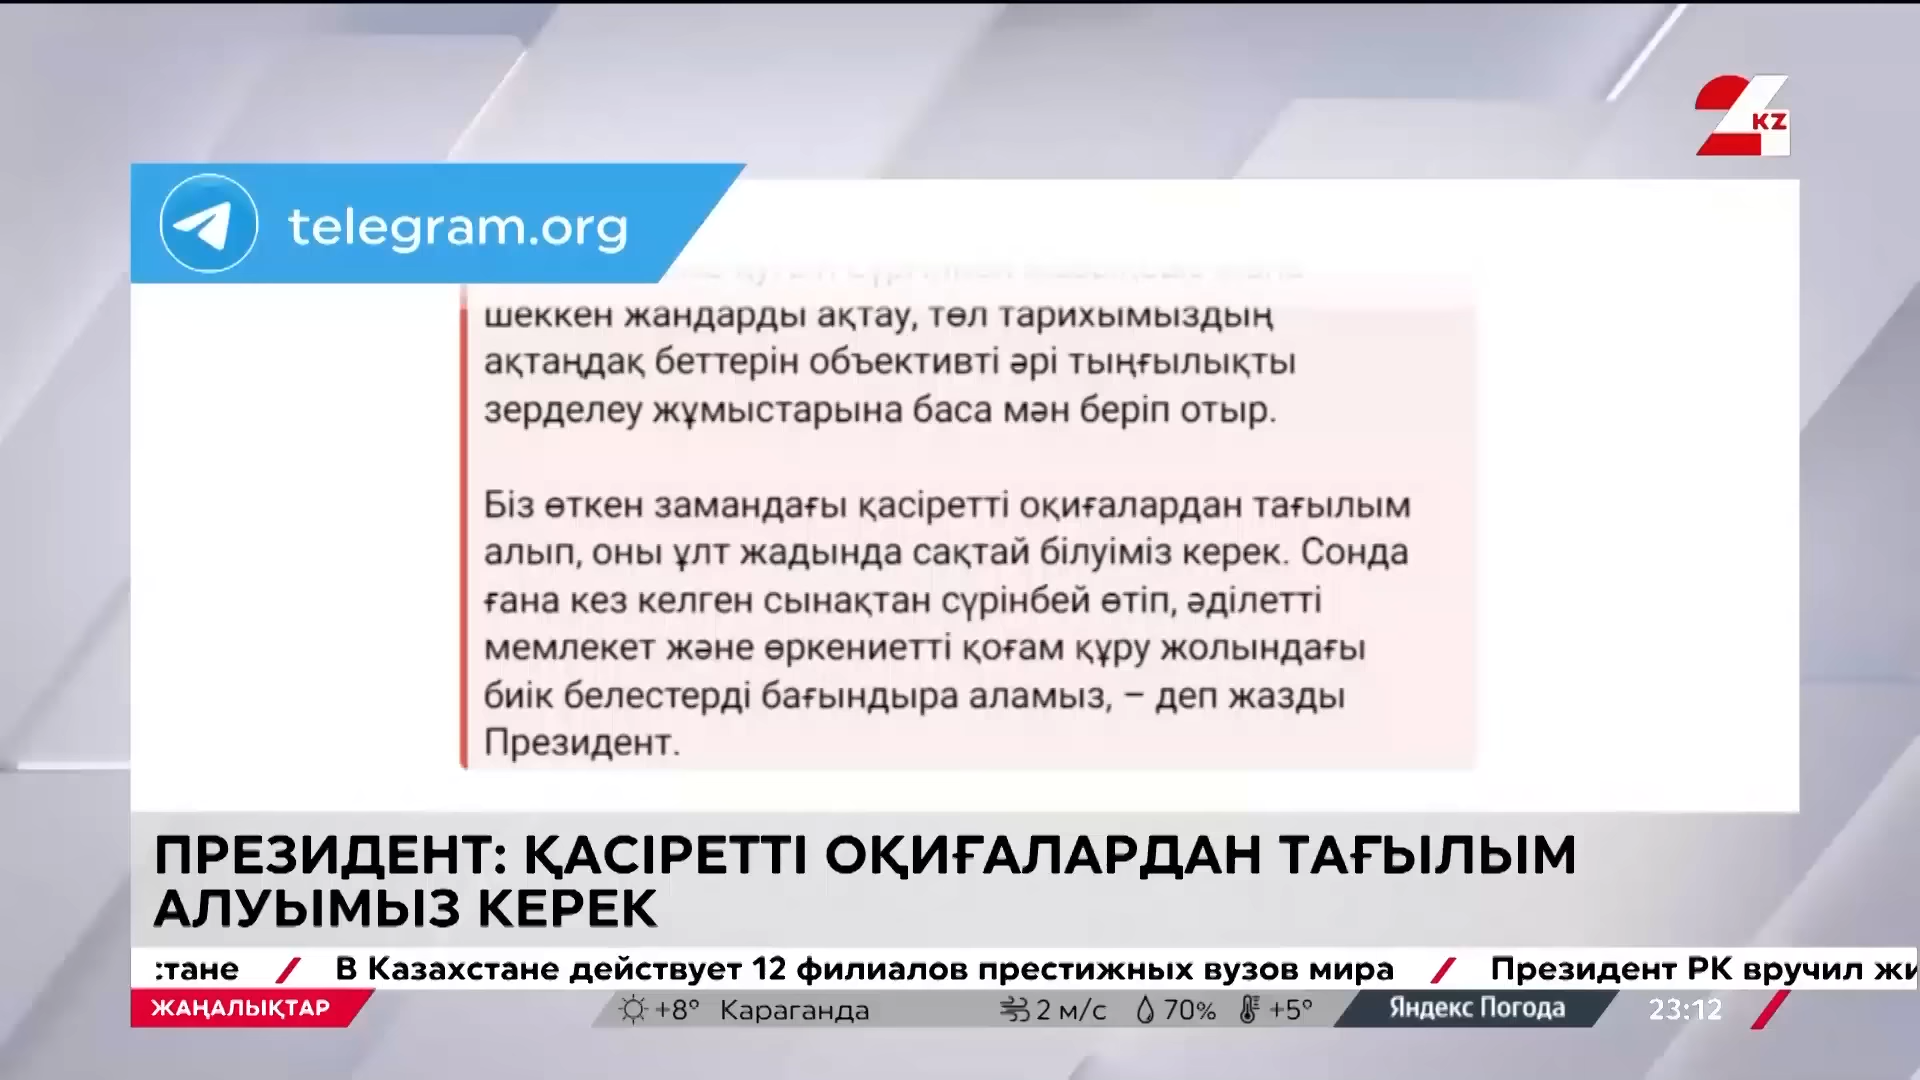 24 KZ
telegram.org
шеккен жандарды ақтау, төл тарихымыздың
ақтаңдақ беттерін объективті әрі тыңғылықты
зерделеу жұмыстарына баса мән беріп отыр.
Біз өткен замандағы қасіретті оқиғалардан тағылым
алып, оны ұлт жадында сақтай білуіміз керек. Сонда
ғана кез келген сынақтан сүрінбей өтіп, әділетті
мемлекет және өркениетті қоғам құру жолындағы
биік белестерді бағындыра аламыз, – деп жазды
Президент.
ПРЕЗИДЕНТ: ҚАСІРЕТТІ ОҚИҒАЛАРДАН ТАҒЫЛЫМ
АЛУЫМЫЗ КЕРЕК
стане / В Казахстане действует 12 филиалов престижных вузов мира / Президент РК вручил жи
ЖАҢАЛЫҚТАР +8° Караганда 2 м/с 70% +5° Яндекс Погода 23:12